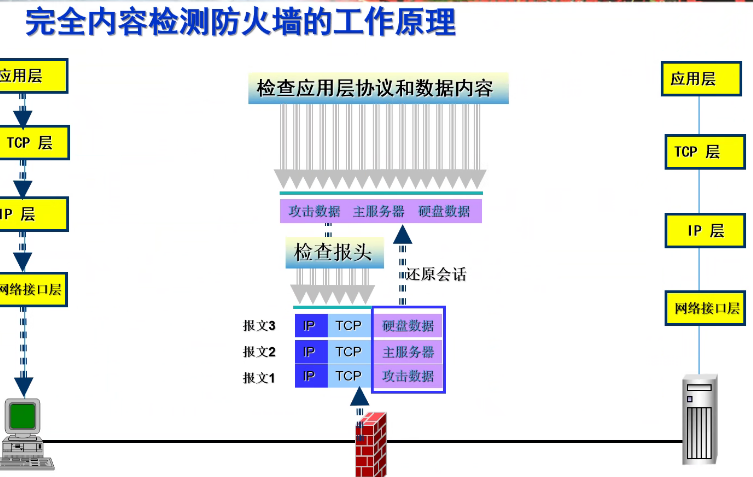 完全内容检测防火墙的工作原理
应用层
TCP 层
IP 层
网络接口层
检查应用层协议和数据内容
攻击数据 主服务器 硬盘数据
检查报头
还原会话
报文3 IP TCP 硬盘数据
报文2 IP TCP 主服务器
报文1 IP TCP 攻击数据
应用层
TCP 层
IP 层
网络接口层